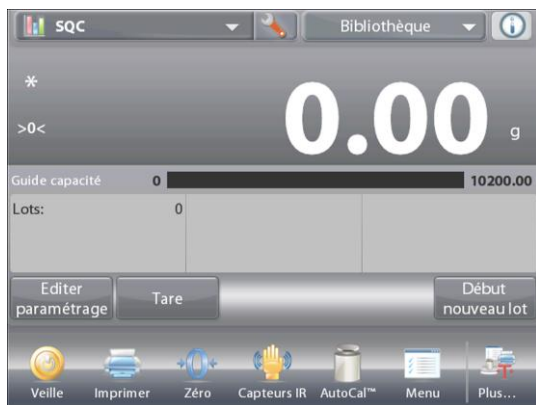 SQC Bibliothèque
*
>0< 0.00 g
Guide capacité 0 10200.00
Lots: 0
Editer paramétrage Tare Début nouveau lot
Veille Imprimer Zéro Capteurs IR AutoCal™ Menu Plus...